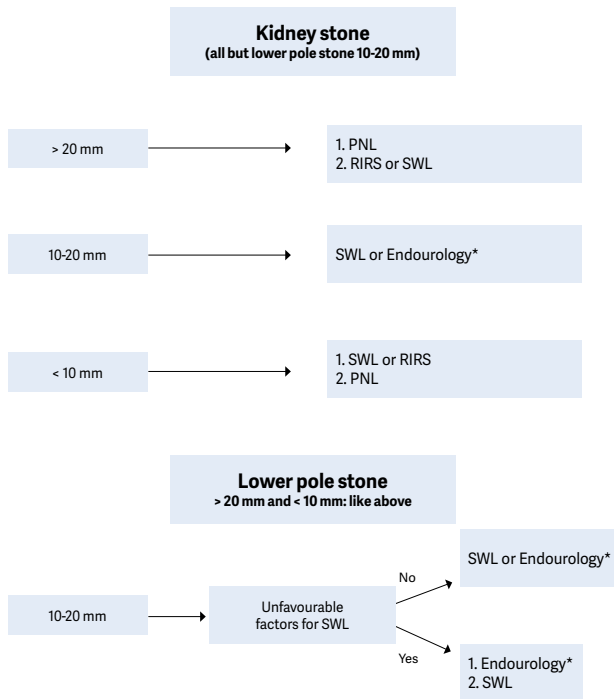 Kidney stone
(all but lower pole stone 10-20 mm)
> 20 mm
1. PNL
2. RIRS or SWL
10-20 mm
SWL or Endourology*
< 10 mm
1. SWL or RIRS
2. PNL
Lower pole stone
> 20 mm and < 10 mm: like above
10-20 mm
Unfavourable
factors for SWL
No
SWL or Endourology*
Yes
1. Endourology*
2. SWL